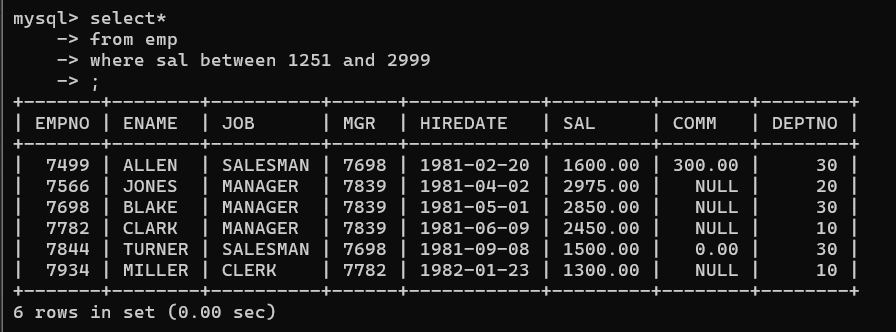 mysql> select*
    -> from emp
    -> where sal between 1251 and 2999
    -> ;
+-------+--------+----------+------+------------+---------+--------+--------+
| EMPNO | ENAME  | JOB      | MGR  | HIREDATE   | SAL     | COMM   | DEPTNO |
+-------+--------+----------+------+------------+---------+--------+--------+
|  7499 | ALLEN  | SALESMAN | 7698 | 1981-02-20 | 1600.00 | 300.00 |     30 |
|  7566 | JONES  | MANAGER  | 7839 | 1981-04-02 | 2975.00 |   NULL |     20 |
|  7698 | BLAKE  | MANAGER  | 7839 | 1981-05-01 | 2850.00 |   NULL |     30 |
|  7782 | CLARK  | MANAGER  | 7839 | 1981-06-09 | 2450.00 |   NULL |     10 |
|  7844 | TURNER | SALESMAN | 7698 | 1981-09-08 | 1500.00 |   0.00 |     30 |
|  7934 | MILLER | CLERK    | 7782 | 1982-01-23 | 1300.00 |   NULL |     10 |
+-------+--------+----------+------+------------+---------+--------+--------+
6 rows in set (0.00 sec)